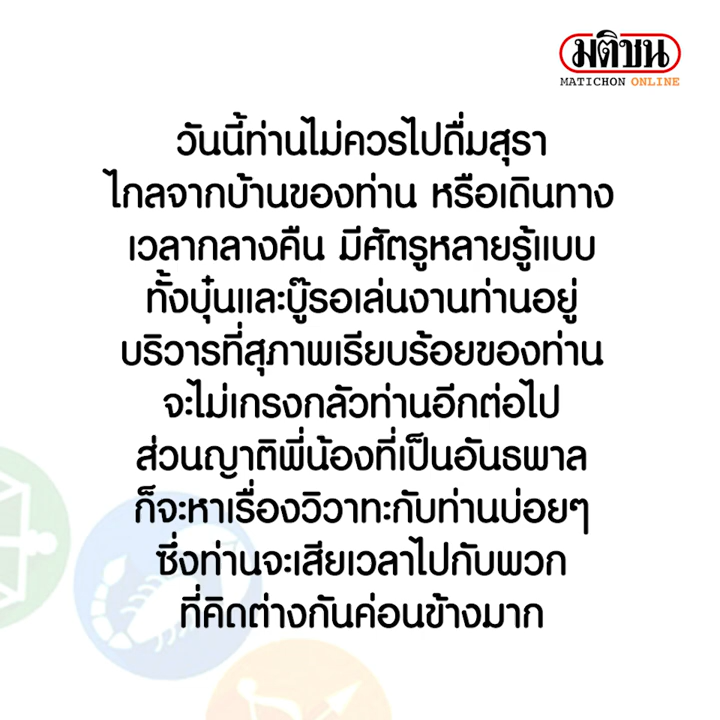 มติชน
MATICHON ONLINE
วันนี้ท่านไม่ควรไปดื่มสุรา
ไกลจากบ้านของท่าน หรือเดินทาง
เวลากลางคืน มีศัตรูหลายรู้แบบ
ทั้งบุ๋นและบู๊รอเล่นงานท่านอยู่
บริวารที่สุภาพเรียบร้อยของท่าน
จะไม่เกรงกลัวท่านอีกต่อไป
ส่วนญาติพี่น้องที่เป็นอันธพาล
ก็จะหาเรื่องวิวาทะกับท่านบ่อยๆ
ซึ่งท่านจะเสียเวลาไปกับพวก
ที่คิดต่างกันค่อนข้างมาก